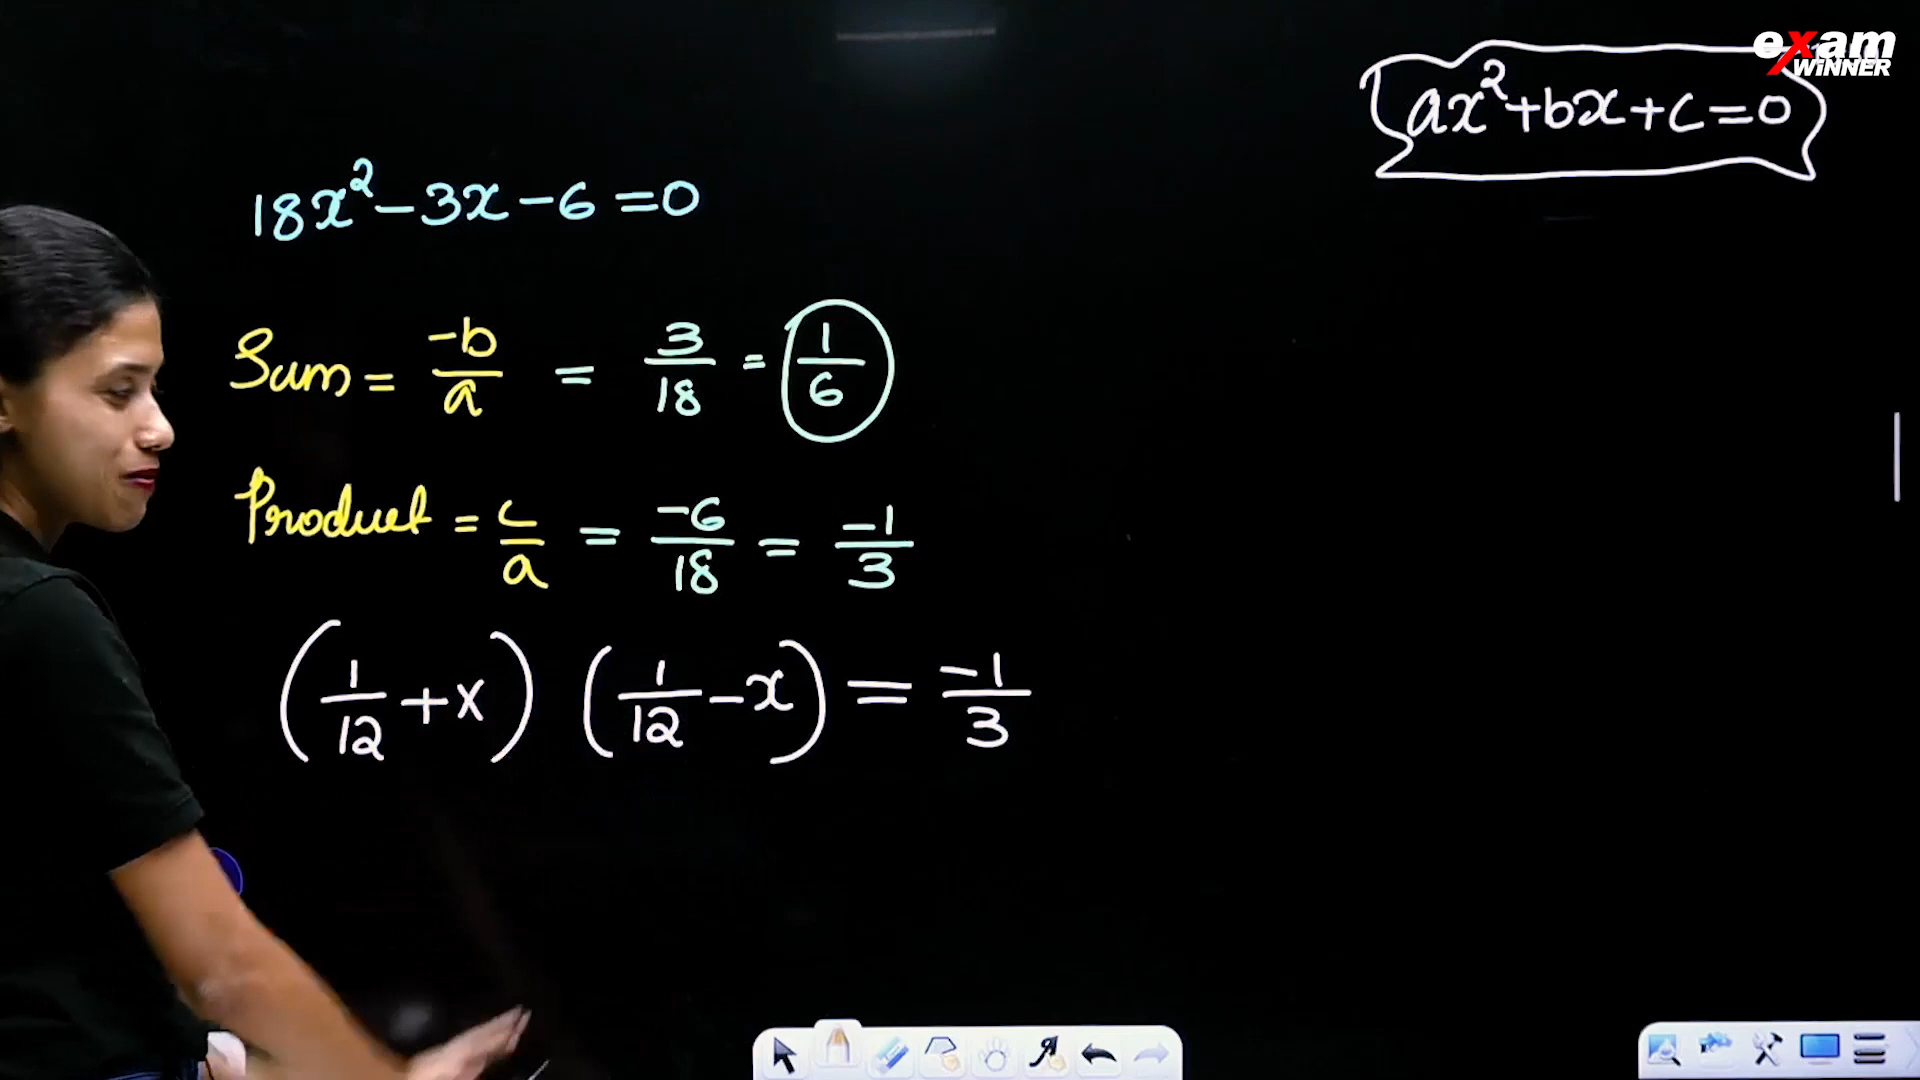 exam
WINNER
ax²+bx+c=0
18x²-3x-6=0
Sum = -b/a = 3/18 = 1/6
Product = c/a = -6/18 = -1/3
(1/12+x) (1/12-x) = -1/3